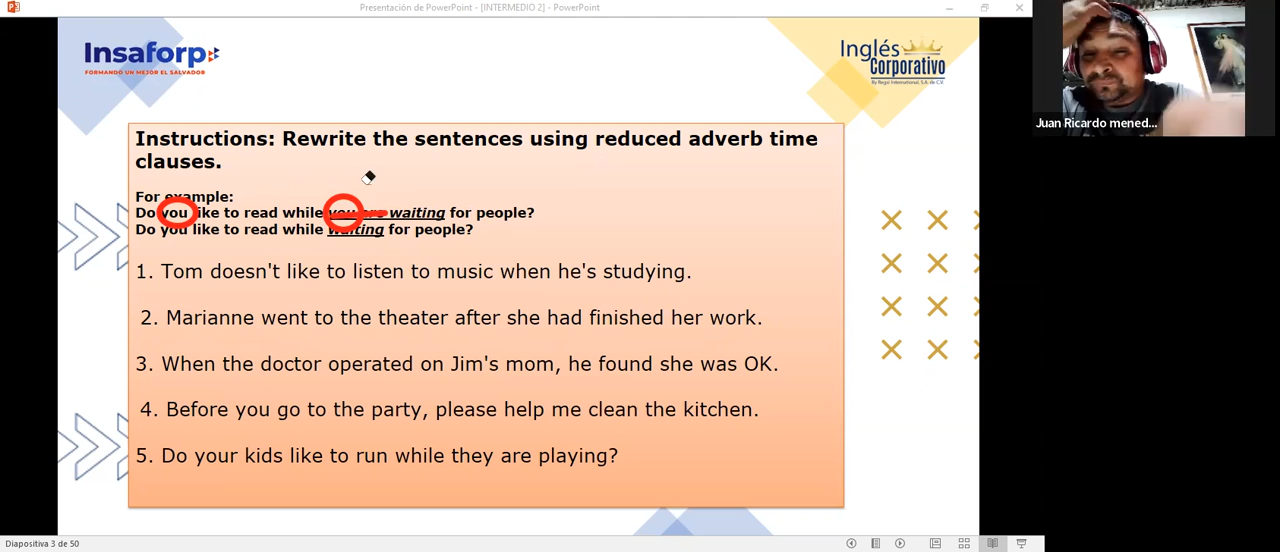 Presentación de PowerPoint - [INTERMEDIO 2] - PowerPoint
Insaforp
FORMANDO UN MEJOR EL SALVADOR
Inglés
Corporativo
By Regal International, S.A. de C.V.
Juan Ricardo mened...
Instructions: Rewrite the sentences using reduced adverb time
clauses.
For example:
Do you like to read while you are waiting for people?
Do you like to read while waiting for people?
1. Tom doesn't like to listen to music when he's studying.
2. Marianne went to the theater after she had finished her work.
3. When the doctor operated on Jim's mom, he found she was OK.
4. Before you go to the party, please help me clean the kitchen.
5. Do your kids like to run while they are playing?
Diapositiva 3 de 50